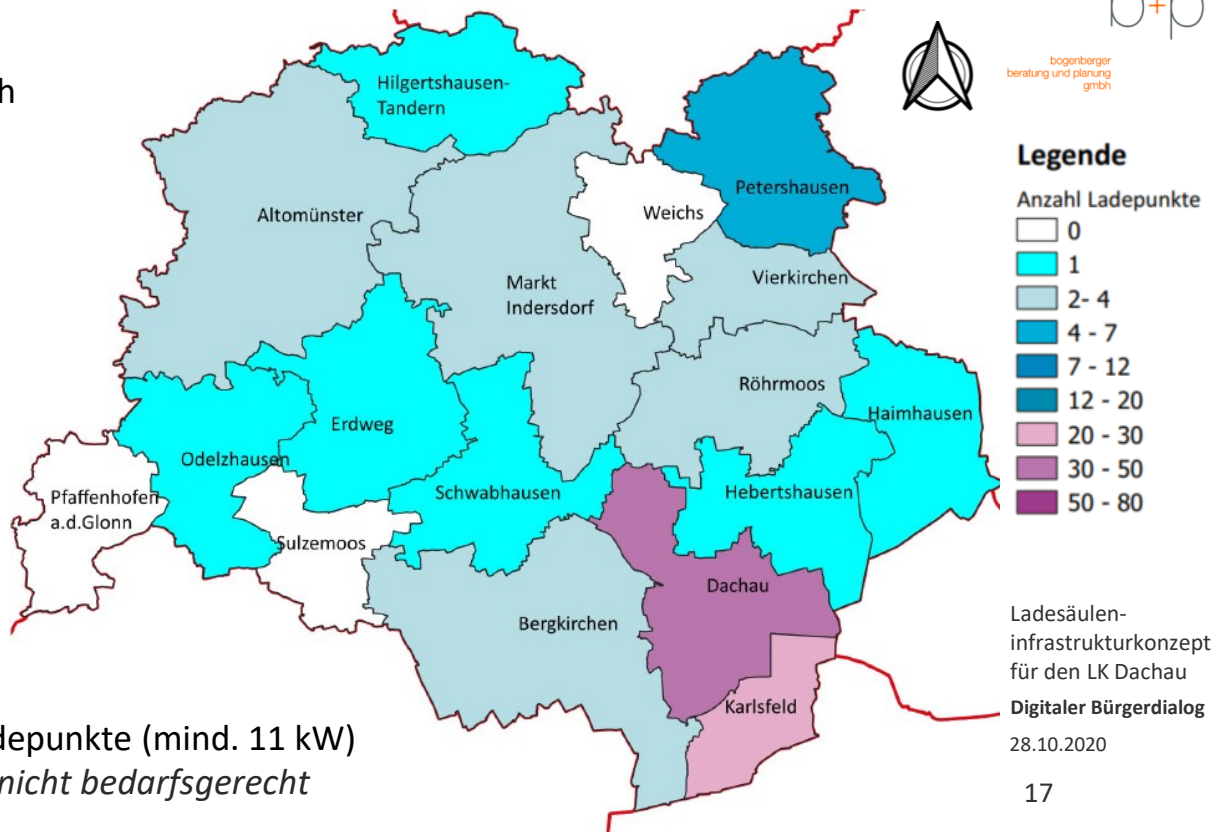 b+p
bogenberger
beratung und planung
gmbh
h
Hilgertshausen-
Tandern
Petershausen
Altomünster
Weichs
Vierkirchen
Markt
Indersdorf
Röhrmoos
Haimhausen
Erdweg
Odelzhausen
Schwabhausen
Hebertshausen
Pfaffenhofen
a.d.Glonn
Sulzemoos
Dachau
Bergkirchen
Karlsfeld
Legende
Anzahl Ladepunkte
0
1
2- 4
4 - 7
7 - 12
12 - 20
20 - 30
30 - 50
50 - 80
Ladesäulen-
infrastrukturkonzept
für den LK Dachau
Digitaler Bürgerdialog
28.10.2020
17
depunkte (mind. 11 kW)
nicht bedarfsgerecht